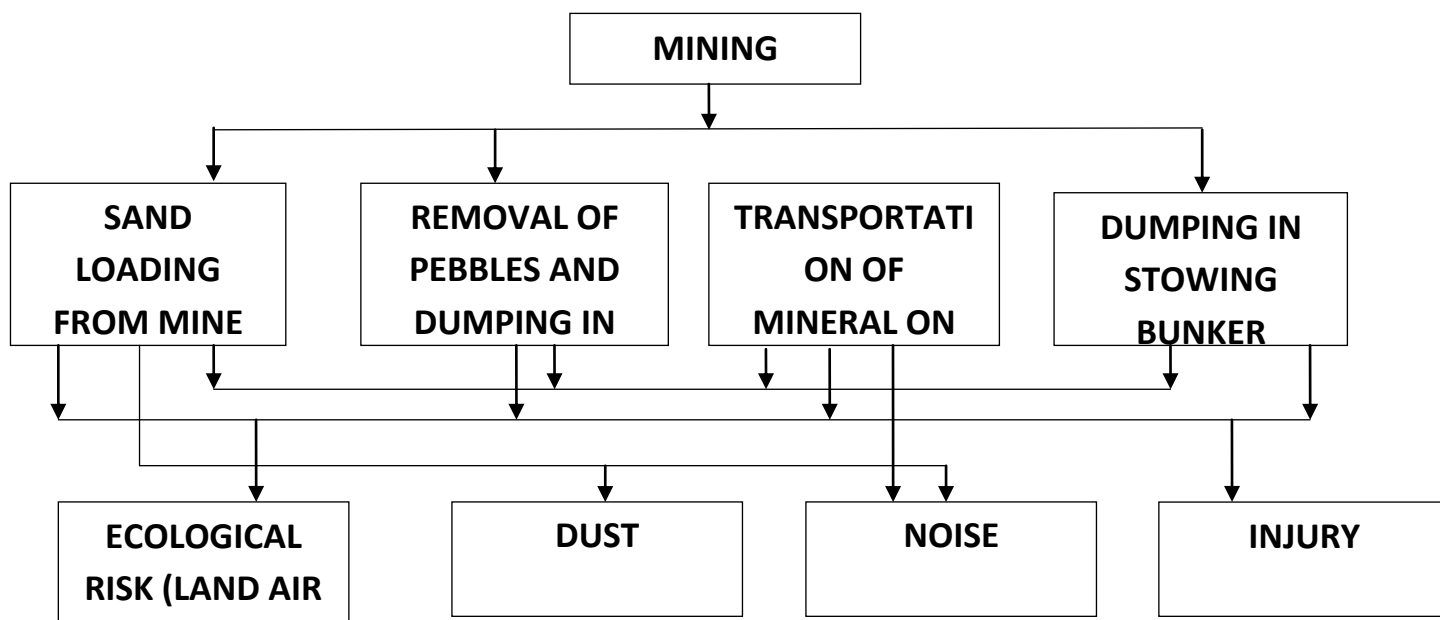 MINING
SAND
LOADING
FROM MINE
REMOVAL OF
PEBBLES AND
DUMPING IN
TRANSPORTATI
ON OF
MINERAL ON
DUMPING IN
STOWING
BUNKER
ECOLOGICAL
RISK (LAND AIR
DUST
NOISE
INJURY